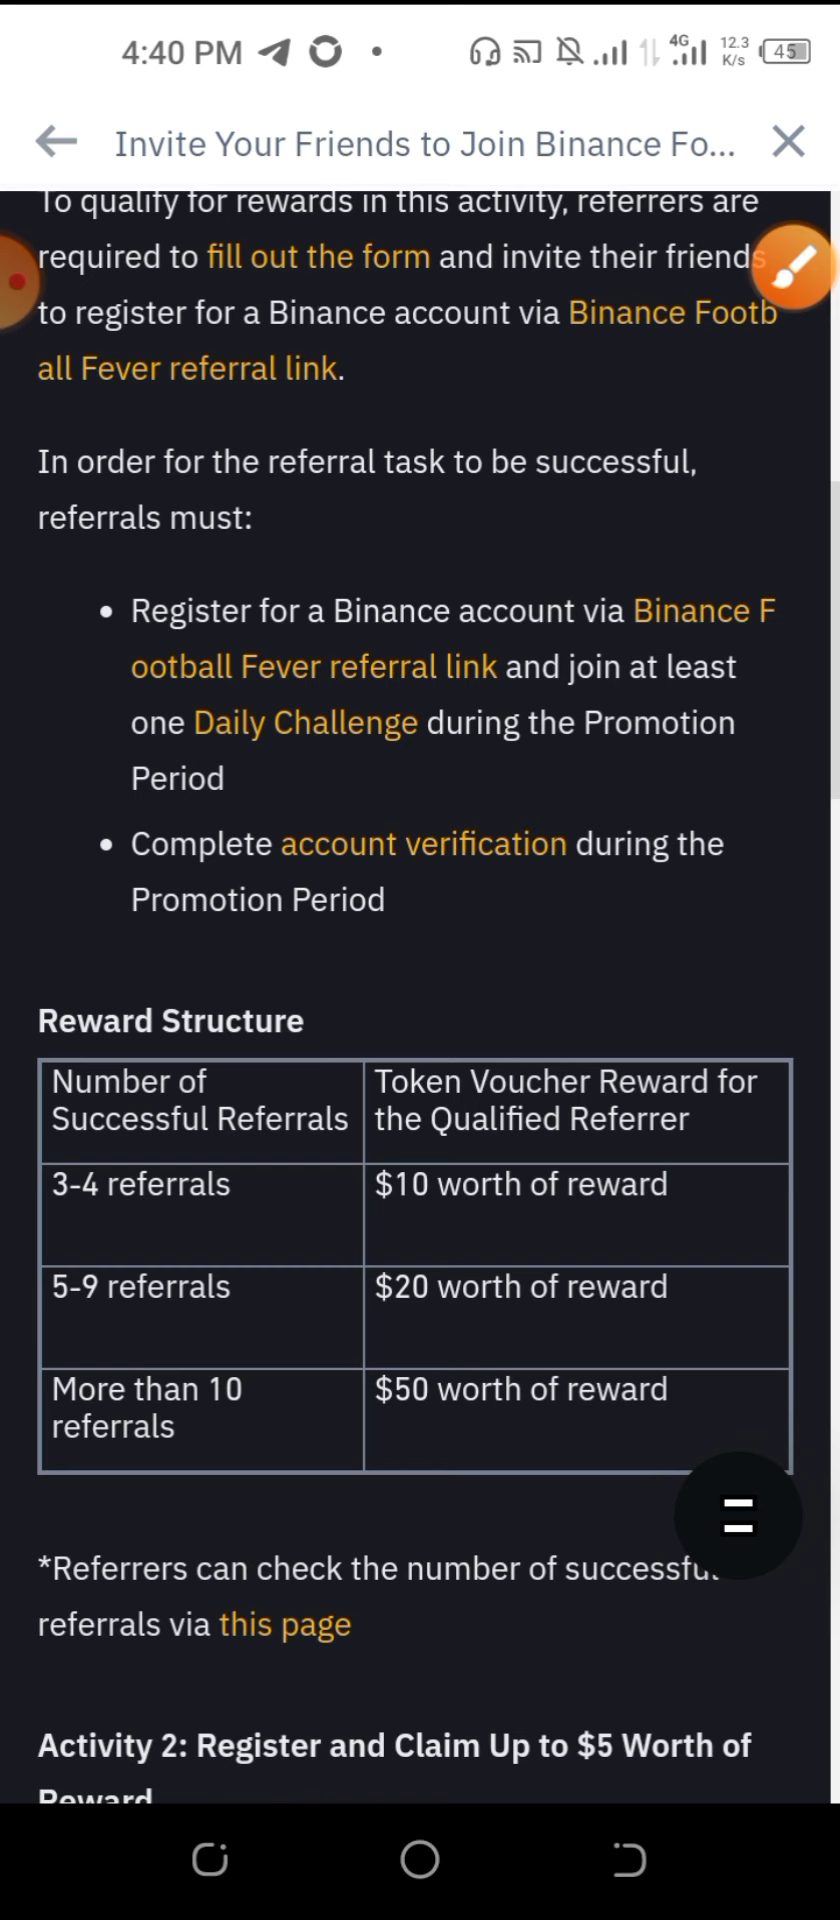 4:40 PM
4G
12.3
K/s
45
Invite Your Friends to Join Binance Fo...
To qualify for rewards in this activity, referrers are
required to fill out the form and invite their friends
to register for a Binance account via Binance Footb
all Fever referral link.
In order for the referral task to be successful,
referrals must:
• Register for a Binance account via Binance F
ootball Fever referral link and join at least
one Daily Challenge during the Promotion
Period
• Complete account verification during the
Promotion Period
Reward Structure
Number of
Successful Referrals
Token Voucher Reward for
the Qualified Referrer
3-4 referrals
$10 worth of reward
5-9 referrals
$20 worth of reward
More than 10
referrals
$50 worth of reward
*Referrers can check the number of successful
referrals via this page
Activity 2: Register and Claim Up to $5 Worth of
Reward